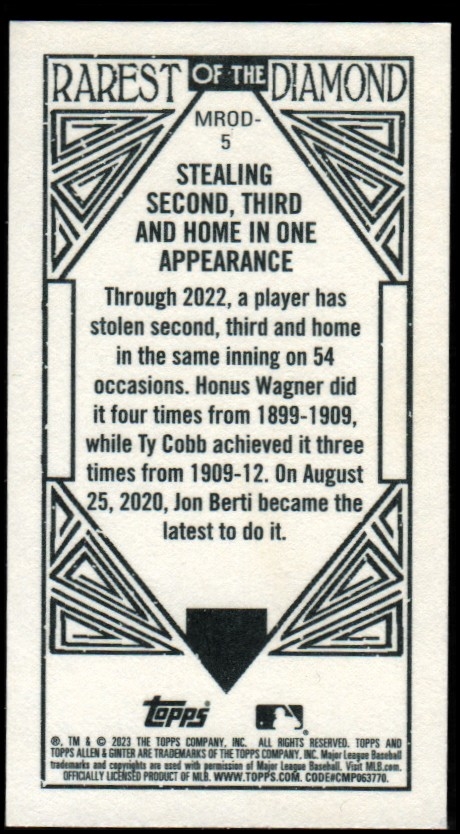 RAREST OF THE DIAMOND
MROD-
5
STEALING
SECOND, THIRD
AND HOME IN ONE
APPEARANCE
Through 2022, a player has
stolen second, third and home
in the same inning on 54
occasions. Honus Wagner did
it four times from 1899-1909,
while Ty Cobb achieved it three
times from 1909-12. On August
25, 2020, Jon Berti became the
latest to do it.
topps
®, TM & © 2023 THE TOPPS COMPANY, INC. ALL RIGHTS RESERVED. TOPPS AND
TOPPS ALLEN & GINTER ARE TRADEMARKS OF THE TOPPS COMPANY, INC. Major League Baseball
trademarks and copyrights are used with permission of Major League Baseball. Visit MLB.com.
OFFICIALLY LICENSED PRODUCT OF MLB. WWW.TOPPS.COM. CODE#CMP063770.